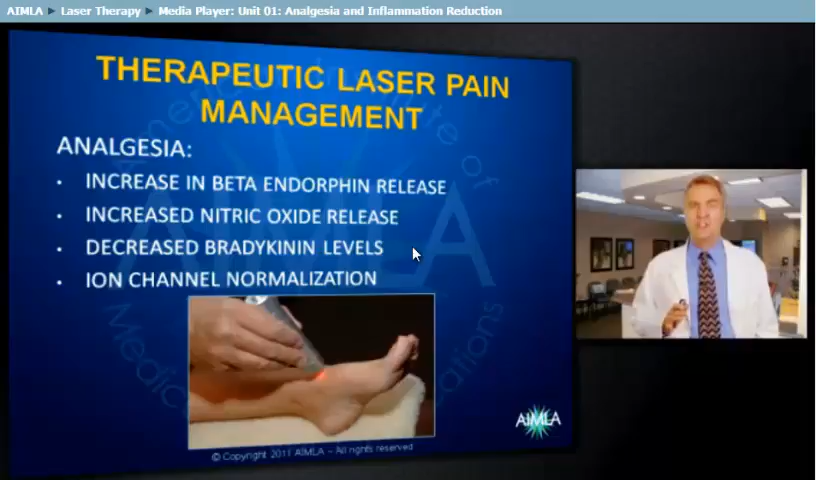 AIMLA ► Laser Therapy ► Media Player: Unit 01: Analgesia and Inflammation Reduction
THERAPEUTIC LASER PAIN
MANAGEMENT
ANALGESIA:
• INCREASE IN BETA ENDORPHIN RELEASE
• INCREASED NITRIC OXIDE RELEASE
• DECREASED BRADYKININ LEVELS
• ION CHANNEL NORMALIZATION
AIMLA
© Copyright 2011 AIMLA – All rights reserved